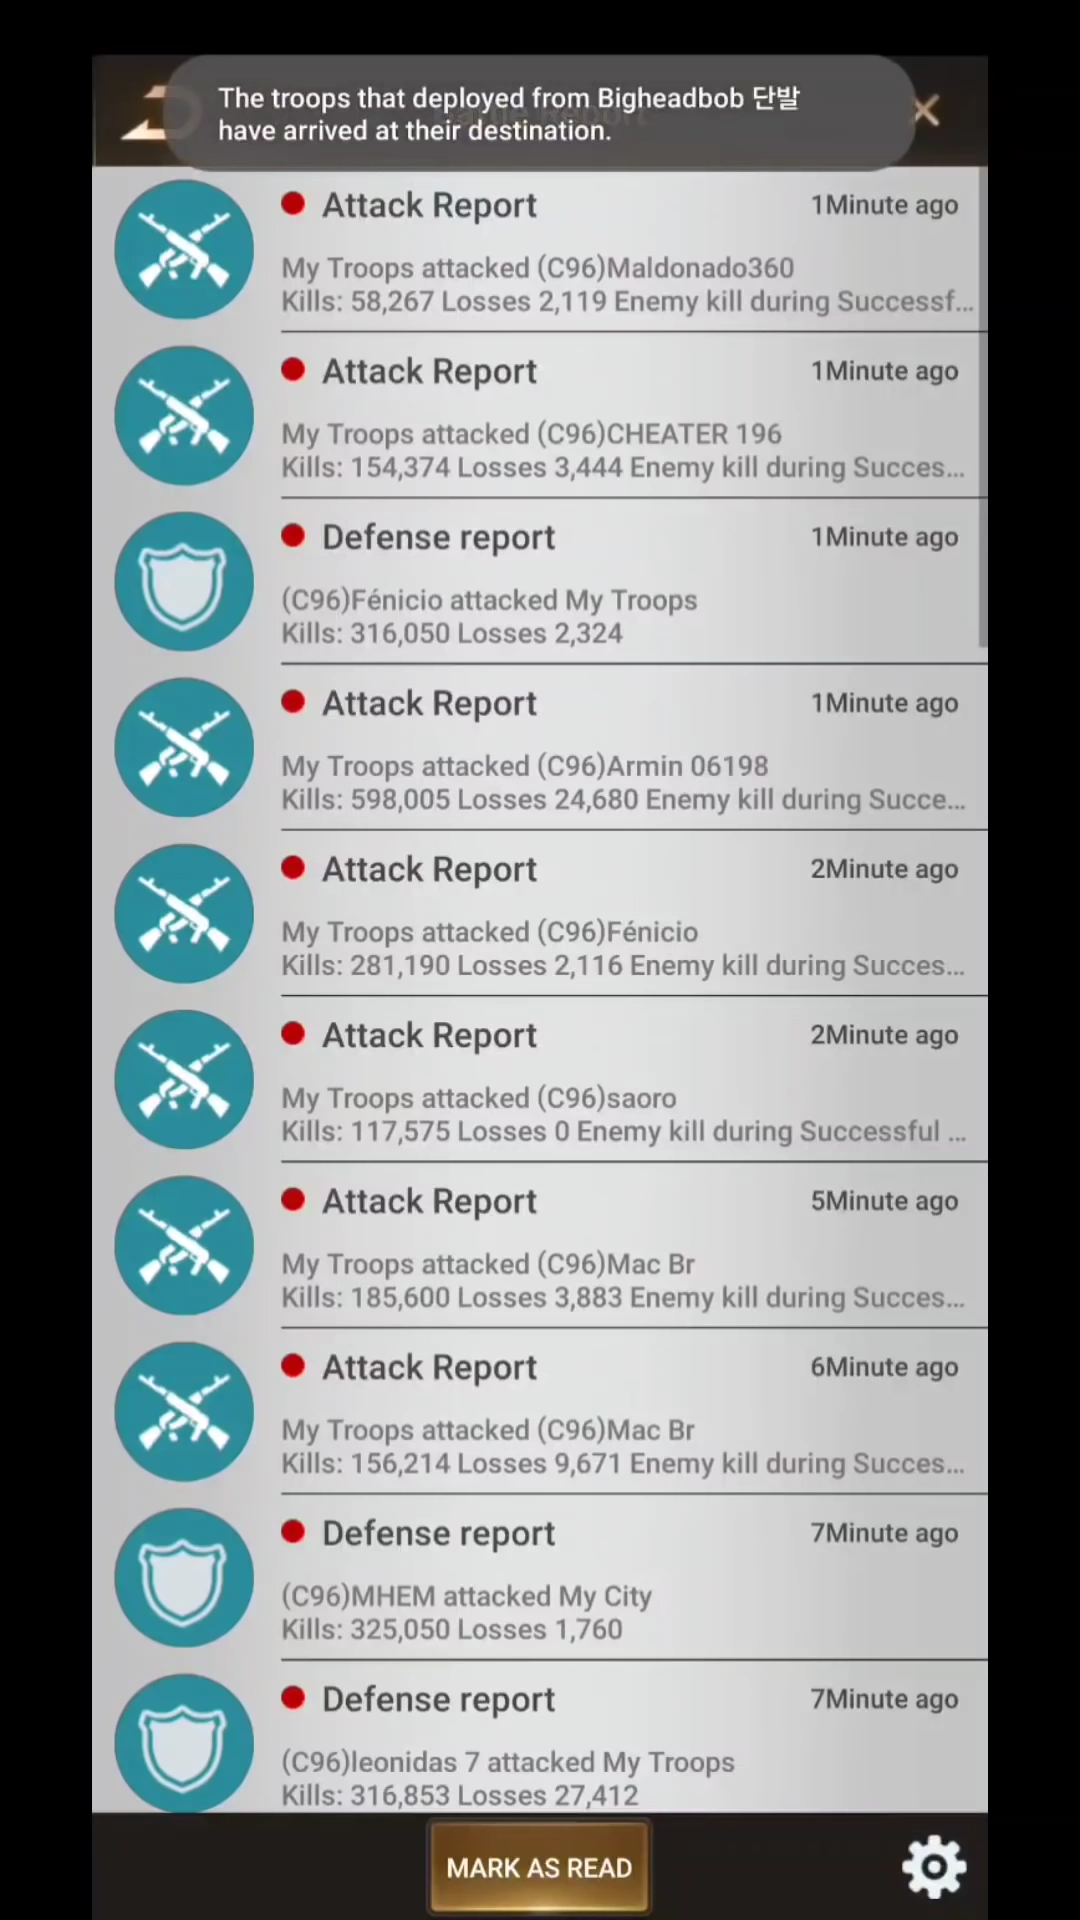 The troops that deployed from Bigheadbob 단발
have arrived at their destination.
Attack Report
1Minute ago
My Troops attacked (C96)Maldonado360
Kills: 58,267 Losses 2,119 Enemy kill during Successf...
Attack Report
1Minute ago
My Troops attacked (C96)CHEATER 196
Kills: 154,374 Losses 3,444 Enemy kill during Succes...
Defense report
1Minute ago
(C96)Fénicio attacked My Troops
Kills: 316,050 Losses 2,324
Attack Report
1Minute ago
My Troops attacked (C96)Armin 06198
Kills: 598,005 Losses 24,680 Enemy kill during Succe...
Attack Report
2Minute ago
My Troops attacked (C96)Fénicio
Kills: 281,190 Losses 2,116 Enemy kill during Succes...
Attack Report
2Minute ago
My Troops attacked (C96)saoro
Kills: 117,575 Losses 0 Enemy kill during Successful ...
Attack Report
5Minute ago
My Troops attacked (C96)Mac Br
Kills: 185,600 Losses 3,883 Enemy kill during Succes...
Attack Report
6Minute ago
My Troops attacked (C96)Mac Br
Kills: 156,214 Losses 9,671 Enemy kill during Succes...
Defense report
7Minute ago
(C96)MHEM attacked My City
Kills: 325,050 Losses 1,760
Defense report
7Minute ago
(C96)leonidas 7 attacked My Troops
Kills: 316,853 Losses 27,412
MARK AS READ